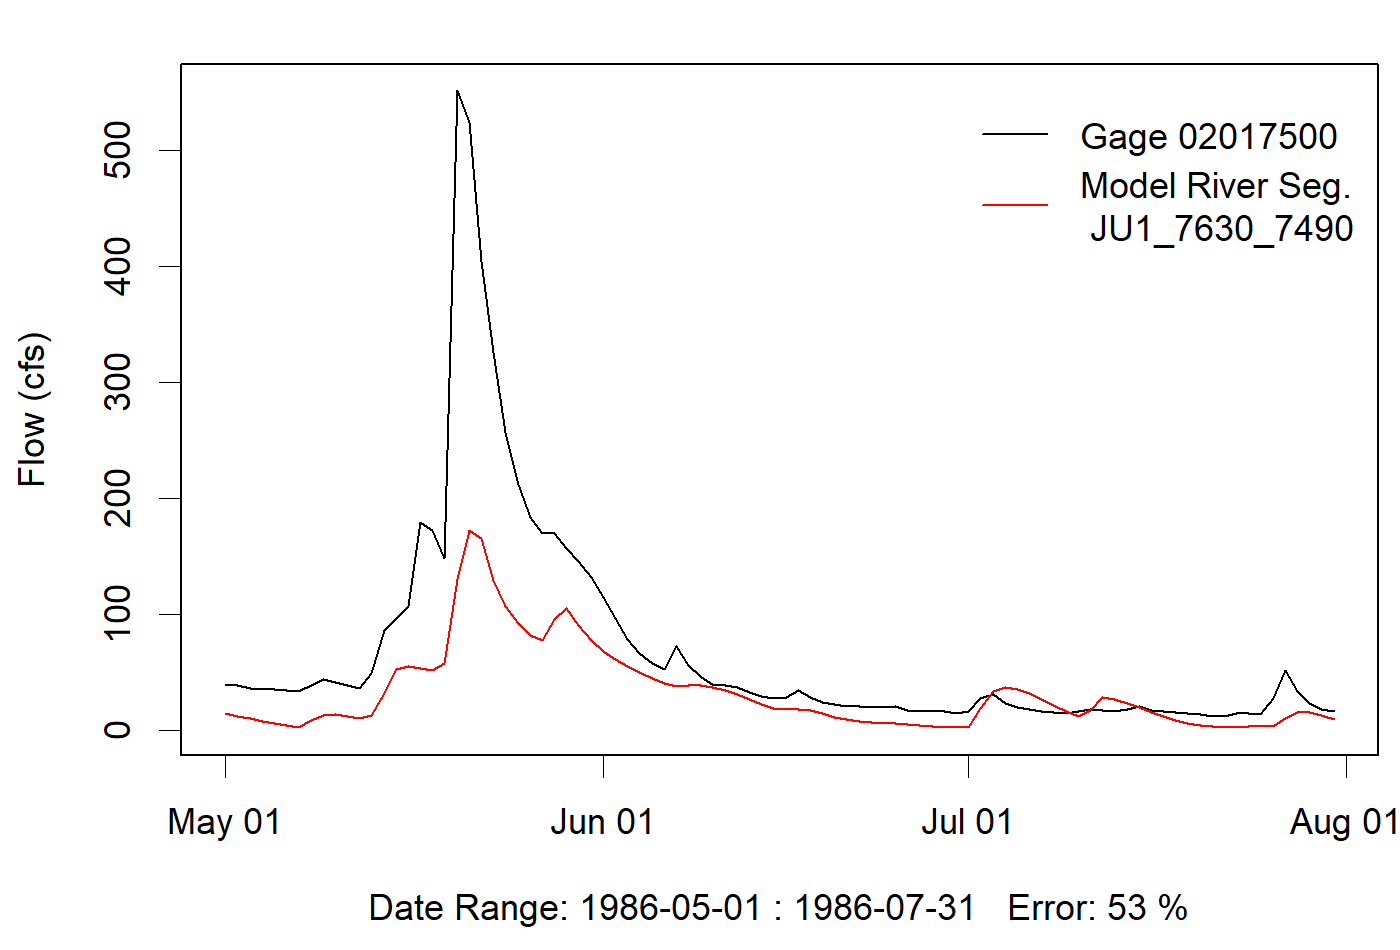 Gage 02017500
Model River Seg.
JU1_7630_7490
Flow (cfs)
500
400
300
200
100
0
May 01 Jun 01 Jul 01 Aug 01
Date Range: 1986-05-01 : 1986-07-31 Error: 53 %